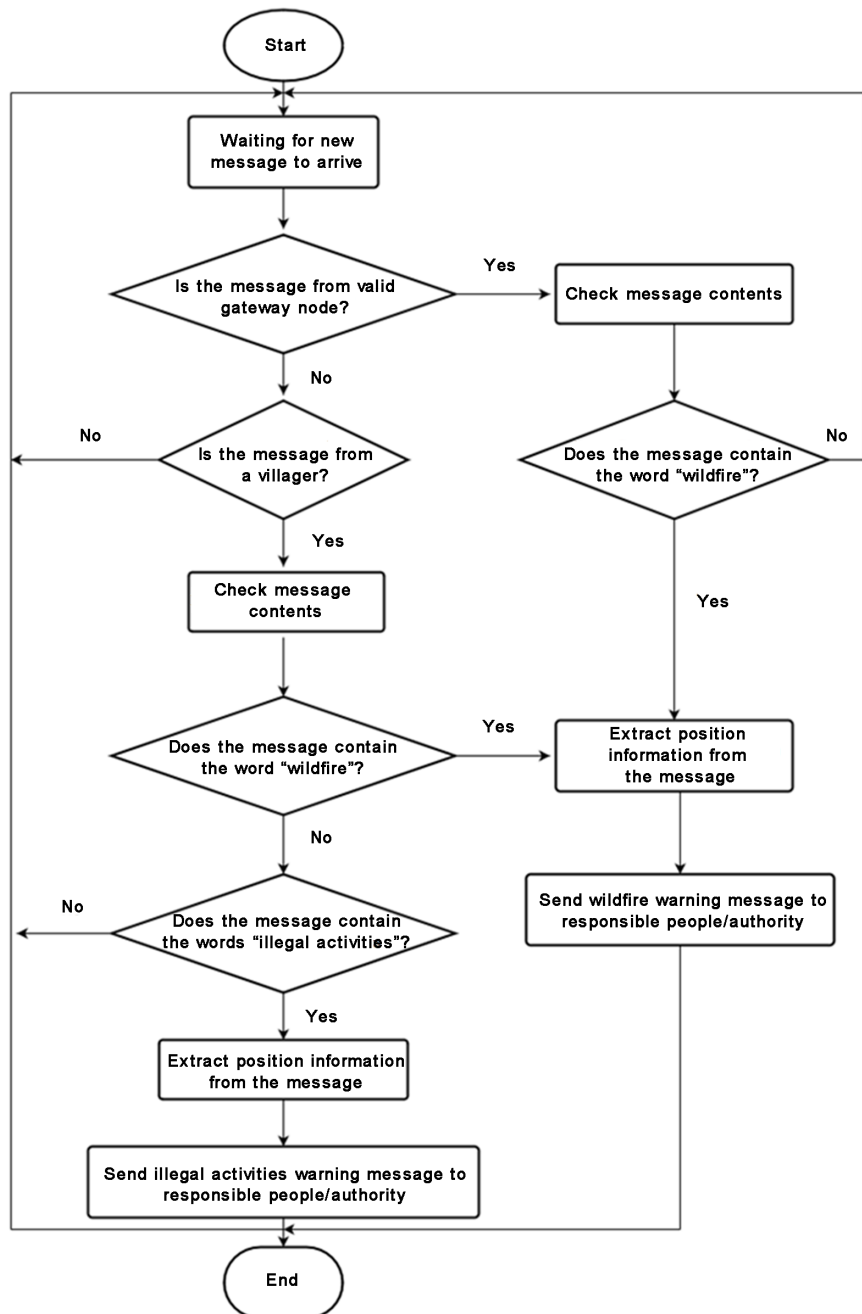 Start
Waiting for new
message to arrive
Is the message from valid
gateway node?
Yes
Check message contents
No
No
Is the message from
a villager?
Does the message contain
the word “wildfire”?
No
Yes
Check message
contents
Yes
Does the message contain
the word “wildfire”?
Yes
Extract position
information from
the message
No
No
Does the message contain
the words “illegal activities”?
Send wildfire warning message to
responsible people/authority
Yes
Extract position information
from the message
Send illegal activities warning message to
responsible people/authority
End